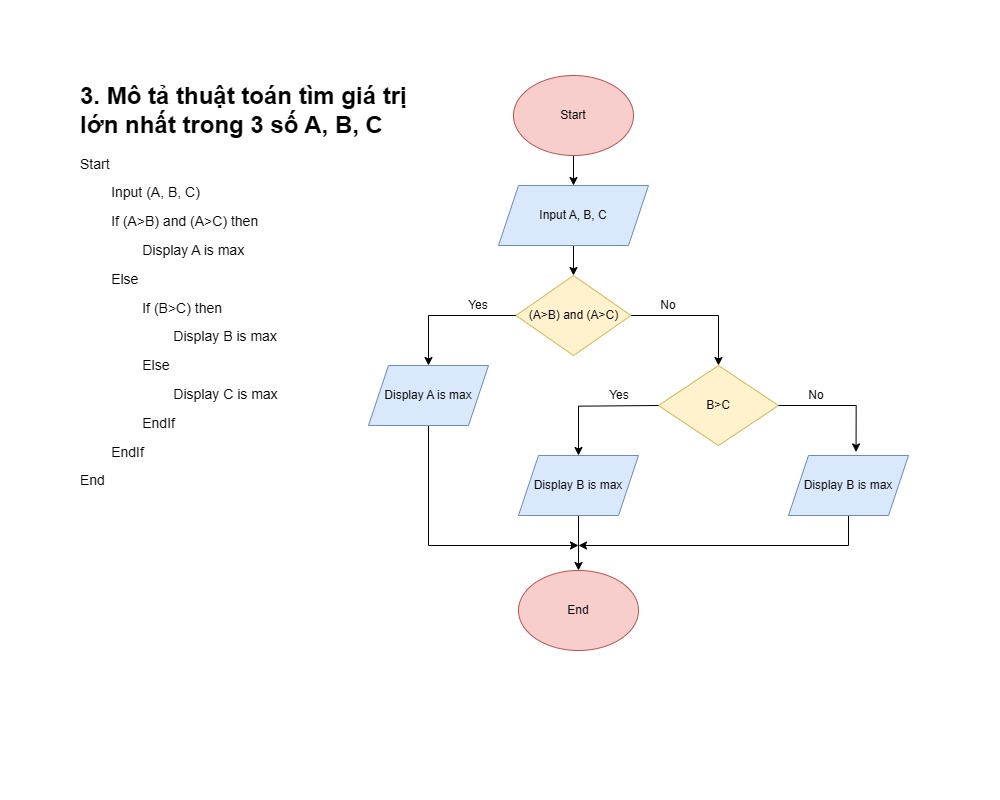 3. Mô tả thuật toán tìm giá trị
lớn nhất trong 3 số A, B, C
Start
Input (A, B, C)
If (A>B) and (A>C) then
Display A is max
Else
If (B>C) then
Display B is max
Else
Display C is max
EndIf
EndIf
End
Start
Input A, B, C
(A>B) and (A>C)
Yes
No
Display A is max
B>C
Yes
No
Display B is max
Display B is max
End